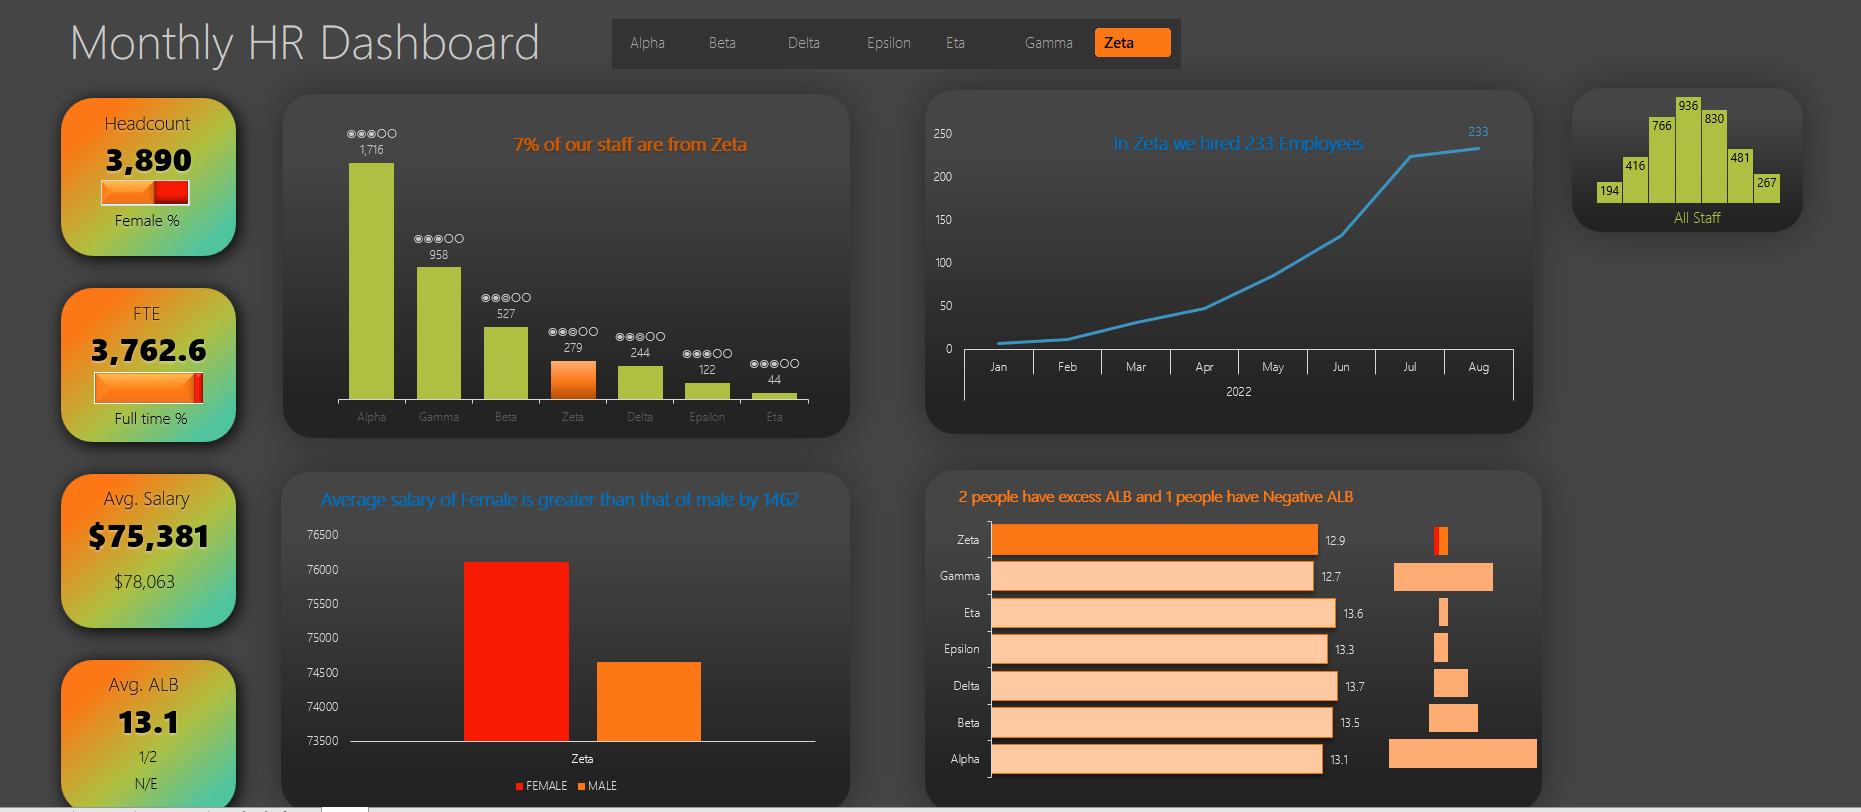 Monthly HR Dashboard
Alpha Beta Delta Epsilon Eta Gamma Zeta
Headcount
3,890
Female %
FTE
3,762.6
Full time %
Avg. Salary
$75,381
$78,063
Avg. ALB
13.1
1/2
N/E
7% of our staff are from Zeta
1,716
958
527
279
244
122
44
Alpha Gamma Beta Zeta Delta Epsilon Eta
In Zeta we hired 233 Employees
233
250
200
150
100
50
0
Jan Feb Mar Apr May Jun Jul Aug
2022
194 416 766 936 830 481 267
All Staff
Average salary of Female is greater than that of male by 1462
76500
76000
75500
75000
74500
74000
73500
Zeta
FEMALE MALE
2 people have excess ALB and 1 people have Negative ALB
Zeta 12.9
Gamma 12.7
Eta 13.6
Epsilon 13.3
Delta 13.7
Beta 13.5
Alpha 13.1